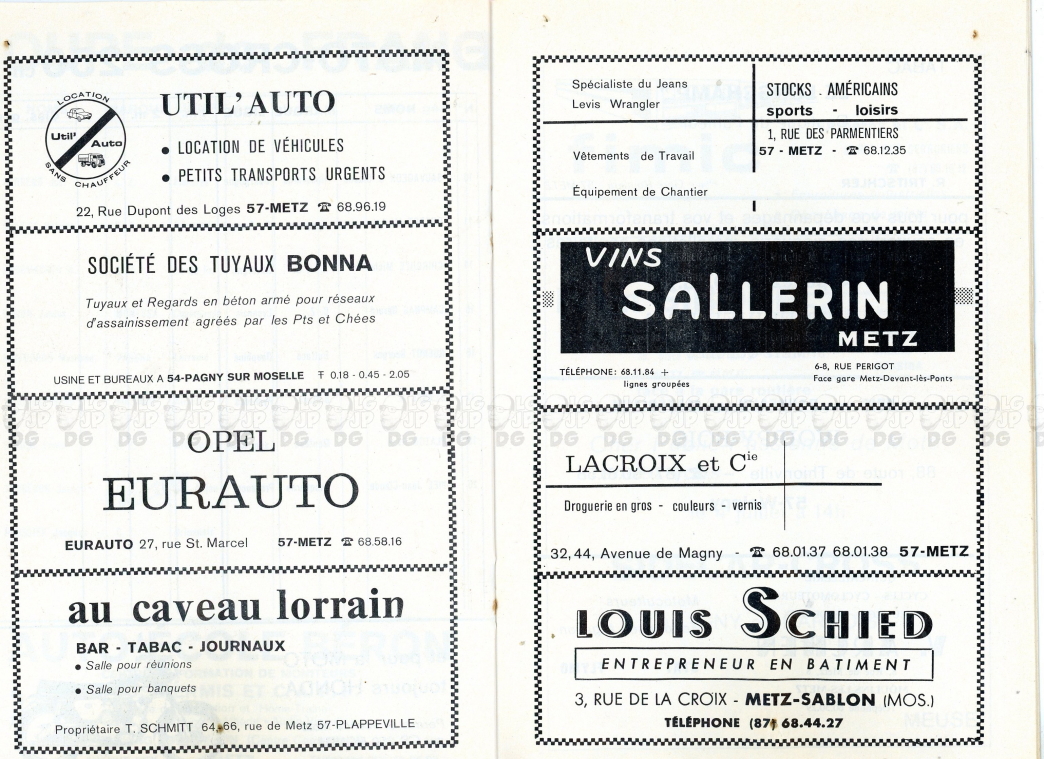 LOCATION
Util' Auto
SANS CHAUFFEUR
UTIL'AUTO
• LOCATION DE VÉHICULES
• PETITS TRANSPORTS URGENTS
22, Rue Dupont des Loges 57-METZ ☎ 68.96.19
SOCIÉTÉ DES TUYAUX BONNA
Tuyaux et Regards en béton armé pour réseaux
d'assainissement agréés par les Pts et Chées
USINE ET BUREAUX A 54-PAGNY SUR MOSELLE Ŧ 0.18 - 0.45 - 2.05
OPEL
EURAUTO
EURAUTO 27, rue St. Marcel 57-METZ ☎ 68.58.16
au caveau lorrain
BAR - TABAC - JOURNAUX
• Salle pour réunions
• Salle pour banquets
Propriétaire T. SCHMITT 64,66, rue de Metz 57-PLAPPEVILLE
Spécialiste du Jeans
Levis Wrangler
STOCKS . AMÉRICAINS
sports - loisirs
1, RUE DES PARMENTIERS
57 - METZ - ☎ 68.12.35
Vêtements de Travail
Équipement de Chantier
VINS
SALLERIN
METZ
TÉLÉPHONE: 68.11.84 +
lignes groupées
6-8, RUE PERIGOT
Face gare Metz-Devant-lès-Ponts
LACROIX et Cie
Droguerie en gros - couleurs - vernis
32,44, Avenue de Magny - ☎ 68.01.37 68.01.38 57-METZ
LOUIS SCHIED
ENTREPRENEUR EN BATIMENT
3, RUE DE LA CROIX - METZ-SABLON (MOS.)
TÉLÉPHONE (87) 68.44.27